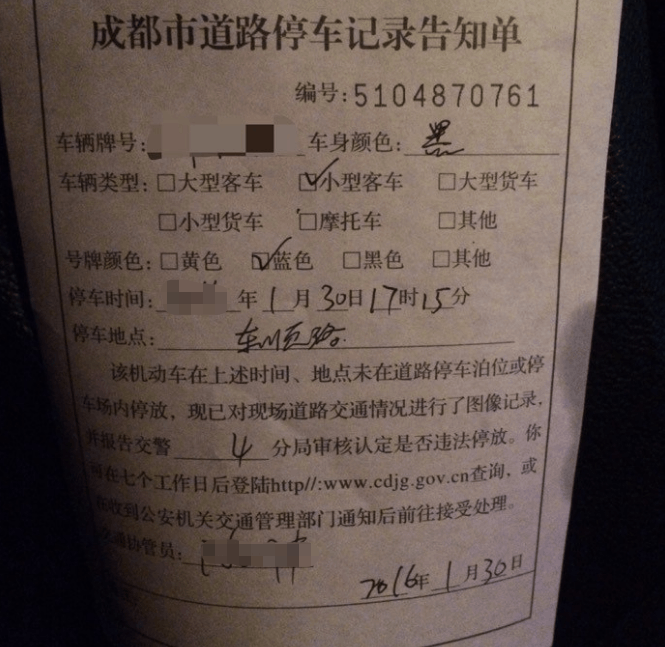 成都市道路停车记录告知单
编号:5104870761
车辆牌号: 车身颜色: 黑
车辆类型:□大型客车 ☑小型客车 □大型货车
□小型货车 □摩托车 □其他
号牌颜色:□黄色 ☑蓝色 □黑色 □其他
停车时间: 年1月30日17时15分
停车地点: 东顺路
该机动车在上述时间、地点未在道路停车泊位或停
车场内停放,现已对现场道路交通情况进行了图像记录,
并报告交警 4 分局审核认定是否违法停放。你
可在七个工作日后登陆http//:www.cdjg.gov.cn查询,或
在收到公安机关交通管理部门通知后前往接受处理。
交通协管员:
2016年1月30日